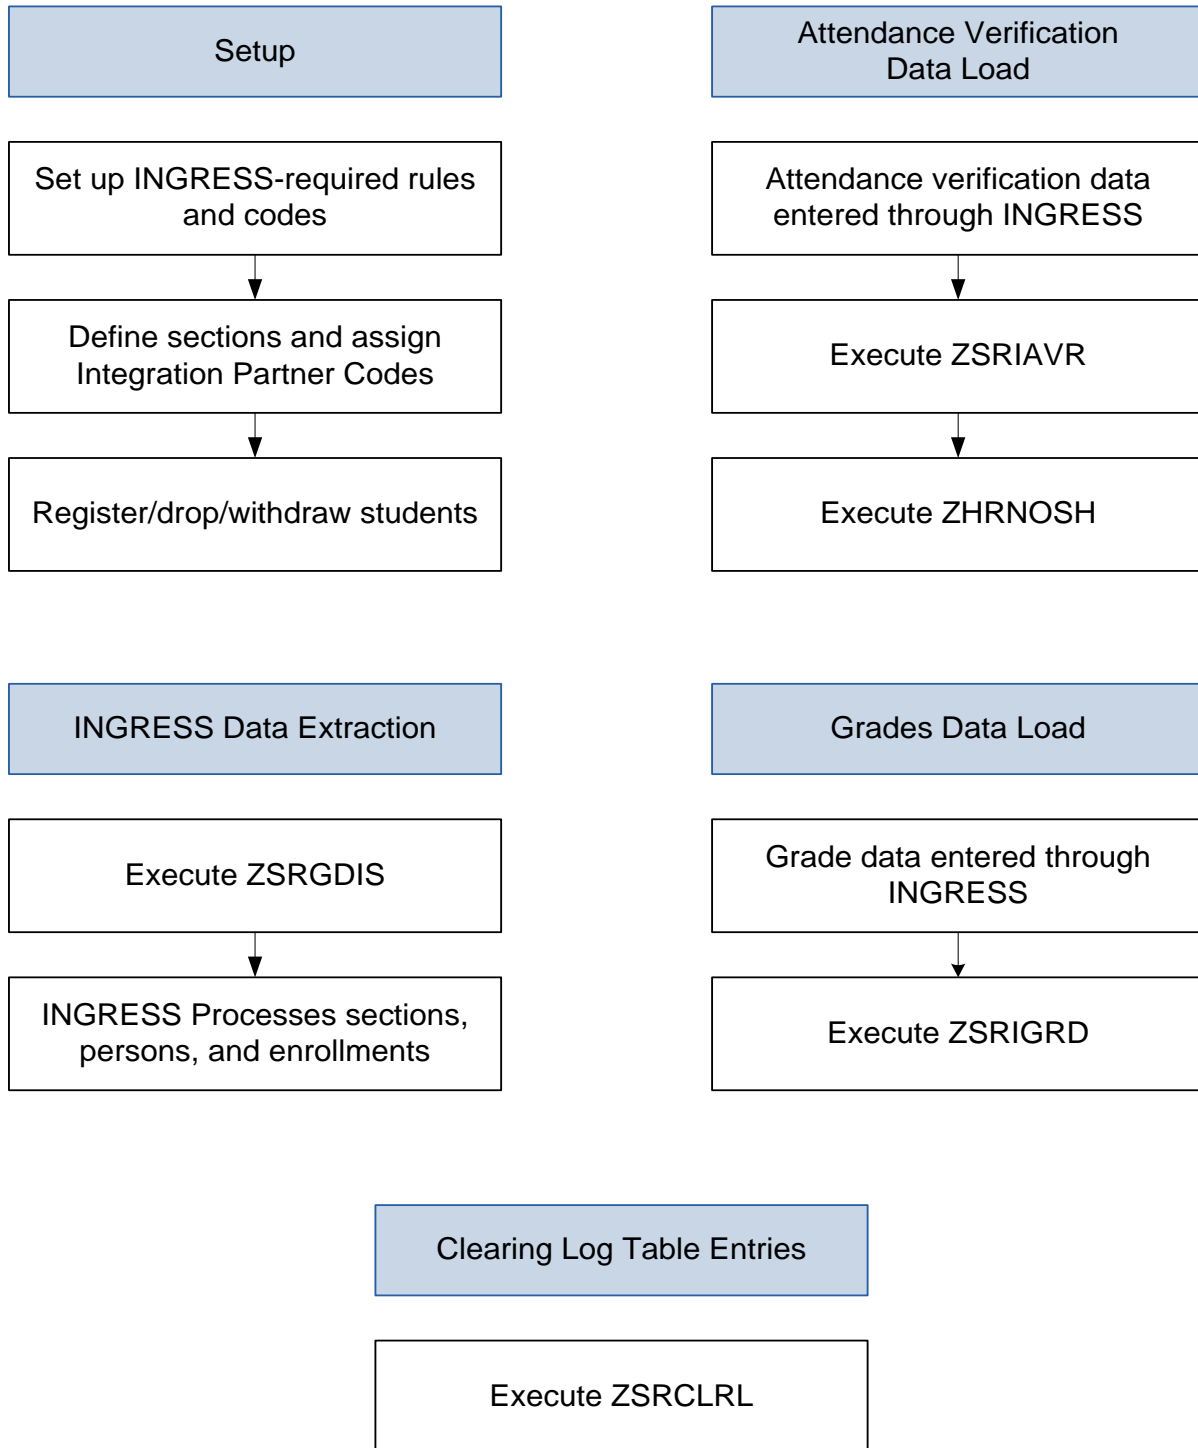 Setup
Set up INGRESS-required rules
and codes
Define sections and assign
Integration Partner Codes
Register/drop/withdraw students
Attendance Verification
Data Load
Attendance verification data
entered through INGRESS
Execute ZSRIAVR
Execute ZHRNOSH
INGRESS Data Extraction
Execute ZSRGDIS
INGRESS Processes sections,
persons, and enrollments
Grades Data Load
Grade data entered through
INGRESS
Execute ZSRIGRD
Clearing Log Table Entries
Execute ZSRCLRL